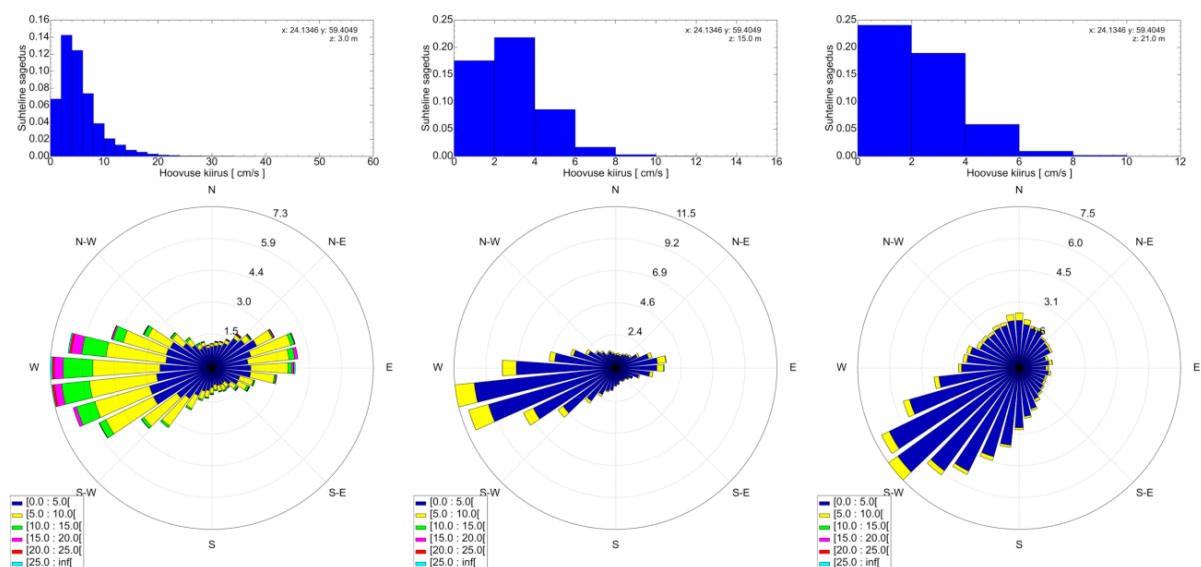 0.16
0.14
0.12
0.10
0.08
0.06
0.04
0.02
0.00
Suhteline sagedus
x: 24.1346 y: 59.4049
z: 3.0 m
0 10 20 30 40 50 60
Hoovuse kiirus [ cm/s ]
0.25
0.20
0.15
0.10
0.05
0.00
Suhteline sagedus
x: 24.1346 y: 59.4049
z: 15.0 m
0 2 4 6 8 10 12 14 16
Hoovuse kiirus [ cm/s ]
0.25
0.20
0.15
0.10
0.05
0.00
Suhteline sagedus
x: 24.1346 y: 59.4049
z: 21.0 m
0 2 4 6 8 10 12
Hoovuse kiirus [ cm/s ]
N
7.3
N-W
5.9
N-E
4.4
3.0
1.5
W
E
S-W
S-E
S
[0.0 : 5.0[
[5.0 : 10.0[
[10.0 : 15.0[
[15.0 : 20.0[
[20.0 : 25.0[
[25.0 : inf[
N
11.5
N-W
9.2
N-E
6.9
4.6
2.4
W
E
S-W
S-E
S
[0.0 : 5.0[
[5.0 : 10.0[
[10.0 : 15.0[
[15.0 : 20.0[
[20.0 : 25.0[
[25.0 : inf[
N
7.5
N-W
6.0
N-E
4.5
3.1
W
E
S-W
S-E
S
[0.0 : 5.0[
[5.0 : 10.0[
[10.0 : 15.0[
[15.0 : 20.0[
[20.0 : 25.0[
[25.0 : inf[